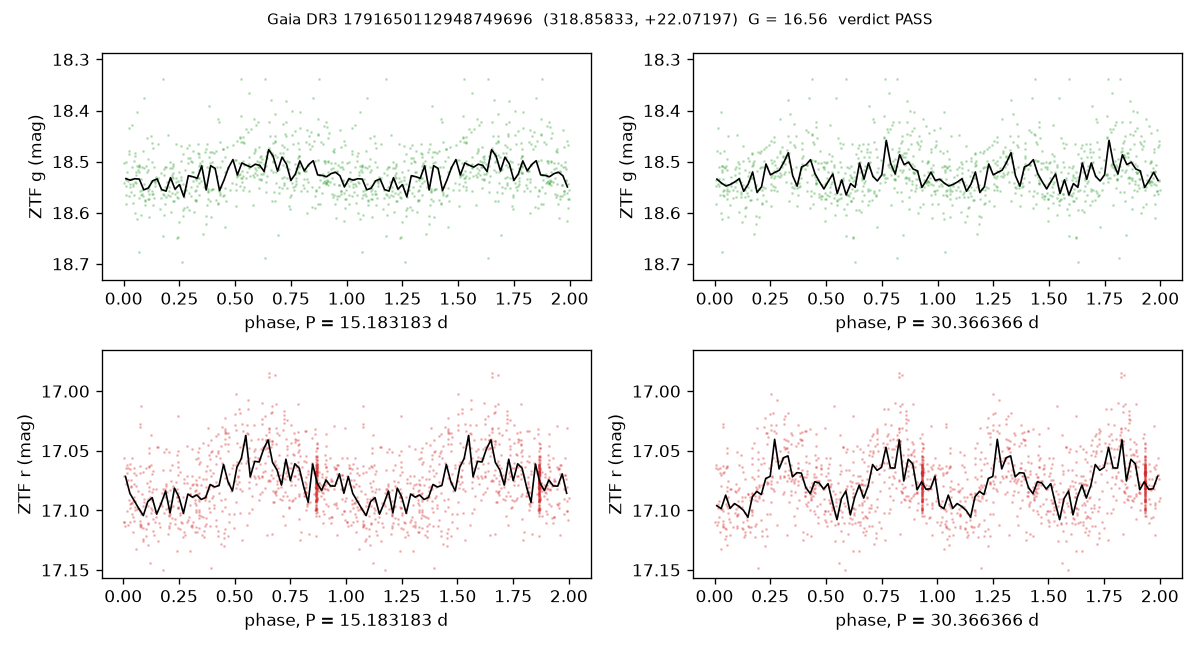 Gaia DR3 1791650112948749696  (318.85833, +22.07197)  G = 16.56  verdict PASS
ZTF g (mag)
18.3
18.4
18.5
18.6
18.7
0.00 0.25 0.50 0.75 1.00 1.25 1.50 1.75 2.00
phase, P = 15.183183 d
ZTF g (mag)
18.3
18.4
18.5
18.6
18.7
0.00 0.25 0.50 0.75 1.00 1.25 1.50 1.75 2.00
phase, P = 30.366366 d
ZTF r (mag)
17.00
17.05
17.10
17.15
0.00 0.25 0.50 0.75 1.00 1.25 1.50 1.75 2.00
phase, P = 15.183183 d
ZTF r (mag)
17.00
17.05
17.10
17.15
0.00 0.25 0.50 0.75 1.00 1.25 1.50 1.75 2.00
phase, P = 30.366366 d